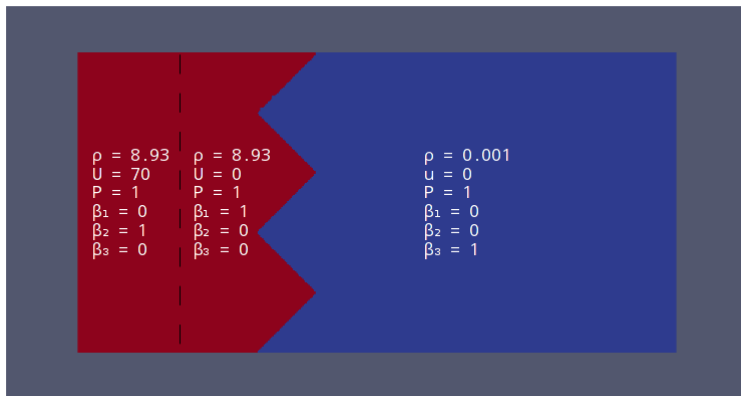 ρ = 8.93
U = 70
P = 1
β₁ = 0
β₂ = 1
β₃ = 0
ρ = 8.93
U = 0
P = 1
β₁ = 1
β₂ = 0
β₃ = 0
ρ = 0.001
u = 0
P = 1
β₁ = 0
β₂ = 0
β₃ = 1